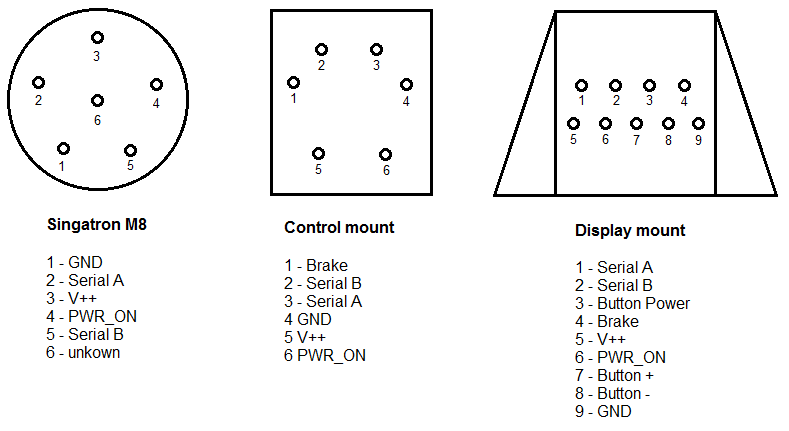 3
2
4
6
1
5
2
3
1
4
5
6
1
2
3
4
5
6
7
8
9
Singatron M8
1 - GND
2 - Serial A
3 - V++
4 - PWR_ON
5 - Serial B
6 - unkown
Control mount
1 - Brake
2 - Serial B
3 - Serial A
4 GND
5 V++
6 PWR_ON
Display mount
1 - Serial A
2 - Serial B
3 - Button Power
4 - Brake
5 - V++
6 - PWR_ON
7 - Button +
8 - Button -
9 - GND